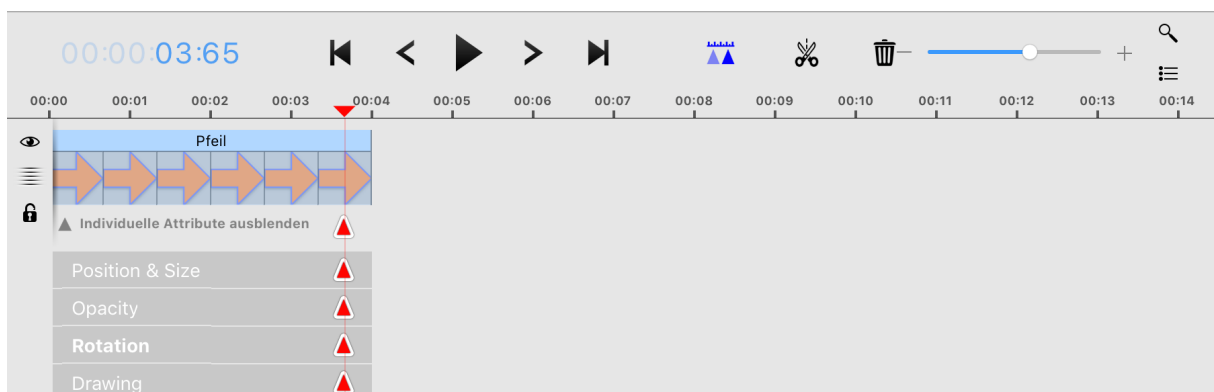 00:00:03:65
00:00 00:01 00:02 00:03 00:04 00:05 00:06 00:07 00:08 00:09 00:10 00:11 00:12 00:13 00:14
Pfeil
Individuelle Attribute ausblenden
Position & Size
Opacity
Rotation
Drawing